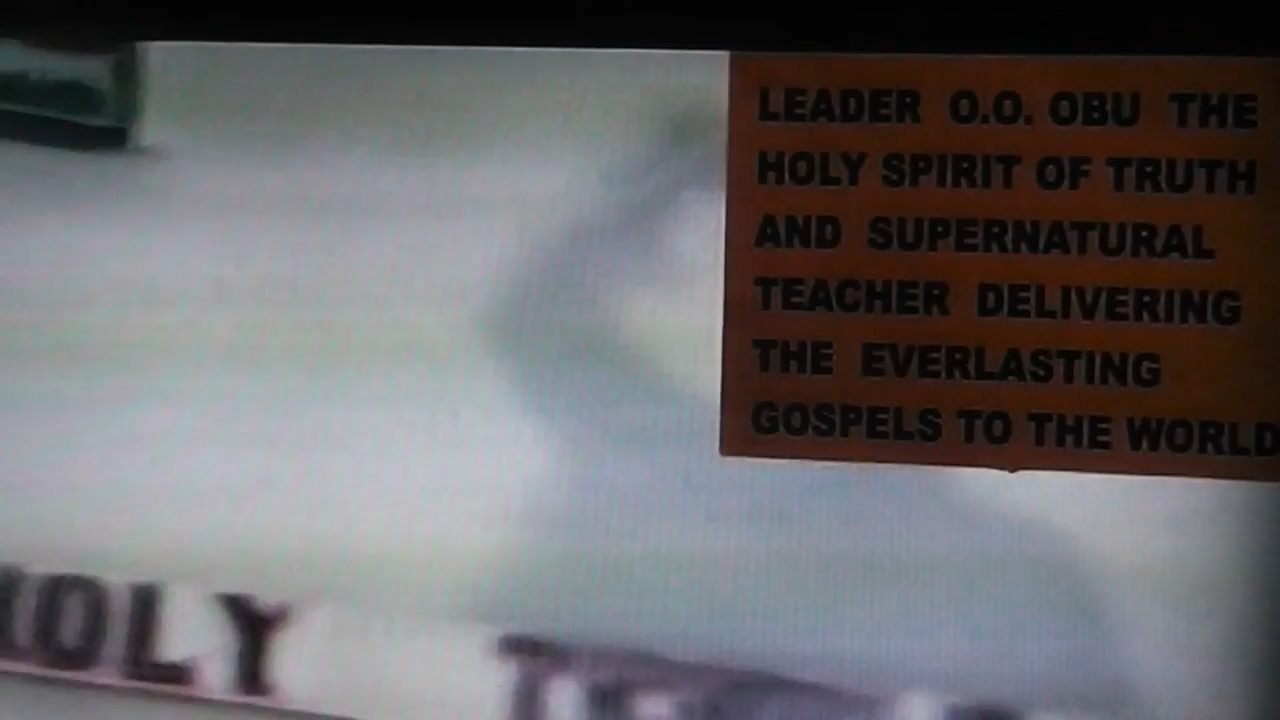 LEADER O.O. OBU THE
HOLY SPIRIT OF TRUTH
AND SUPERNATURAL
TEACHER DELIVERING
THE EVERLASTING
GOSPELS TO THE WORLD
HOLY